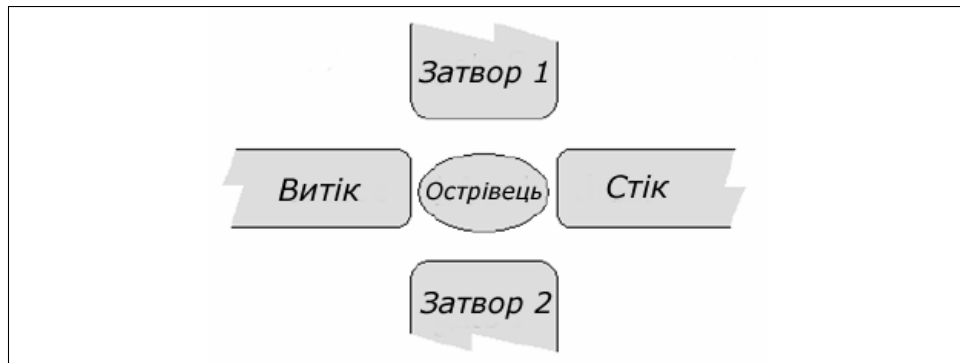 Затвор 1
Витік
Острівець
Стік
Затвор 2